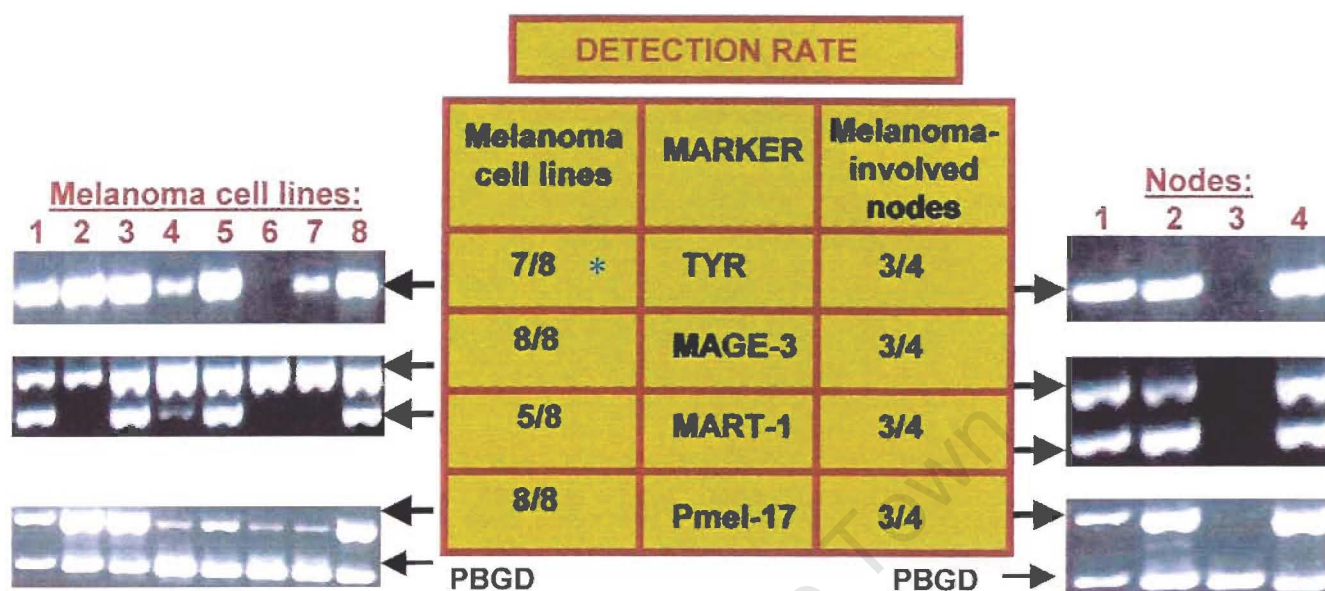 DETECTION RATE
Melanoma cell lines:
1 2 3 4 5 6 7 8
Melanoma
cell lines
MARKER
Melanoma-
involved
nodes
7/8 * TYR 3/4
8/8 MAGE-3 3/4
5/8 MART-1 3/4
8/8 Pmel-17 3/4
Nodes:
1 2 3 4
PBGD
PBGD
Town